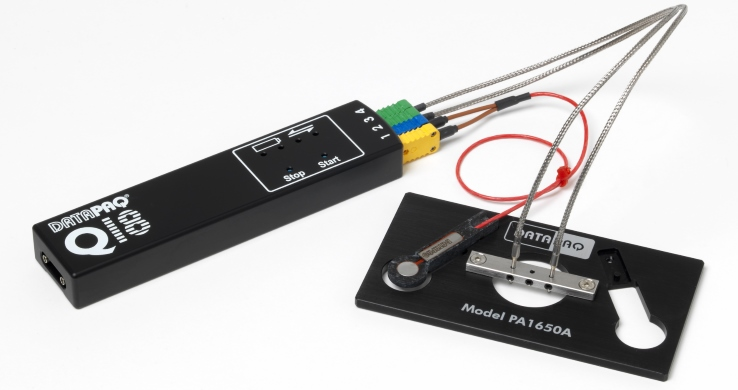 DATAPAQ®
Q18
Stop
Start
1 2 3 4
DATAPAQ
Model PA1650A